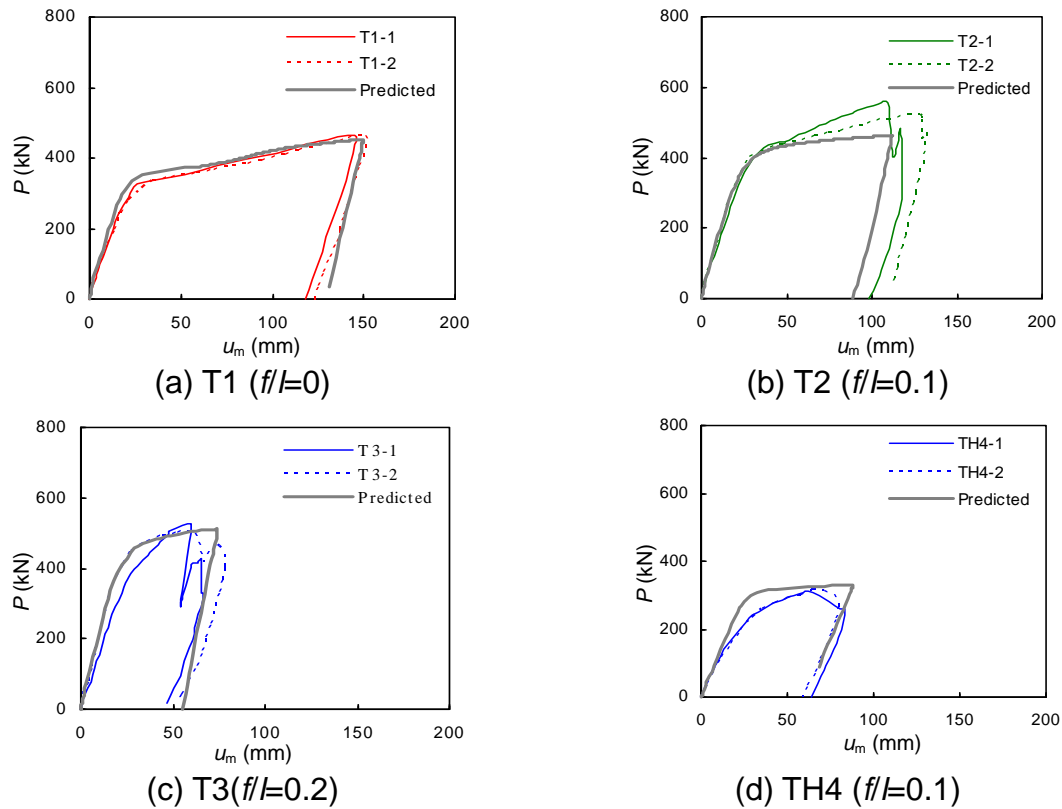 800
600
400
200
0
P (kN)
T1-1
T1-2
Predicted
0 50 100 150 200
um (mm)
(a) T1 (f/l=0)
800
600
400
200
0
P (kN)
T2-1
T2-2
Predicted
0 50 100 150 200
um (mm)
(b) T2 (f/l=0.1)
800
600
400
200
0
P (kN)
T3-1
T3-2
Predicted
0 50 100 150 200
um (mm)
(c) T3(f/l=0.2)
800
600
400
200
0
P (kN)
TH4-1
TH4-2
Predicted
0 50 100 150 200
um (mm)
(d) TH4 (f/l=0.1)